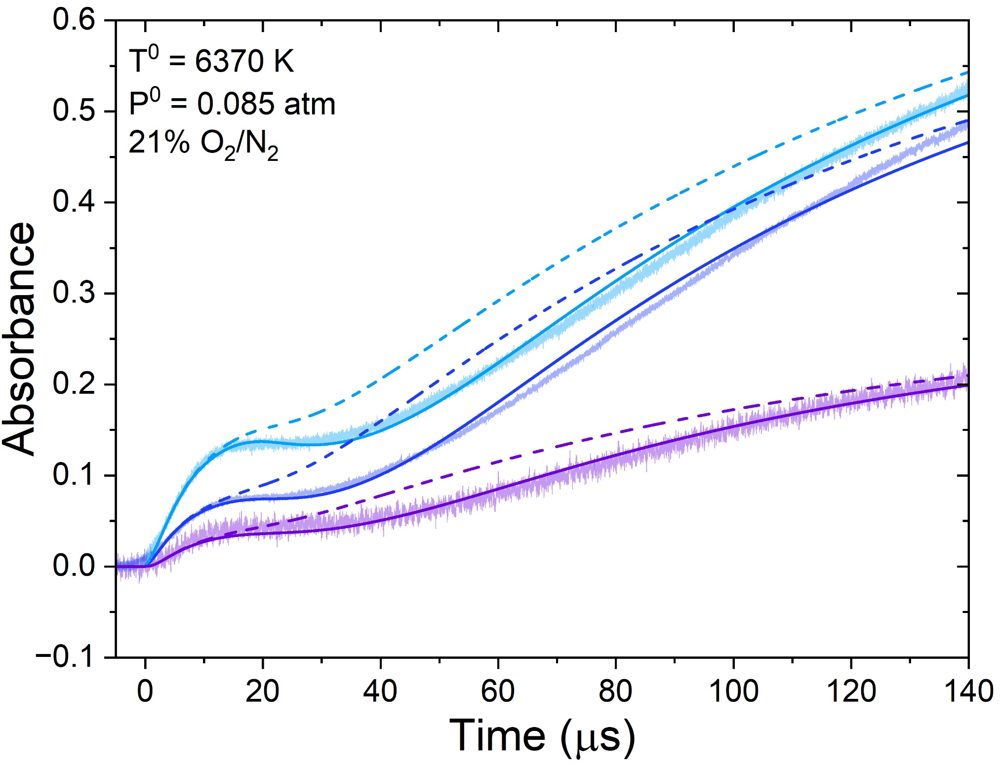 T⁰ = 6370 K
P⁰ = 0.085 atm
21% O₂/N₂
Absorbance
0.6
0.5
0.4
0.3
0.2
0.1
0.0
−0.1
0 20 40 60 80 100 120 140
Time (μs)